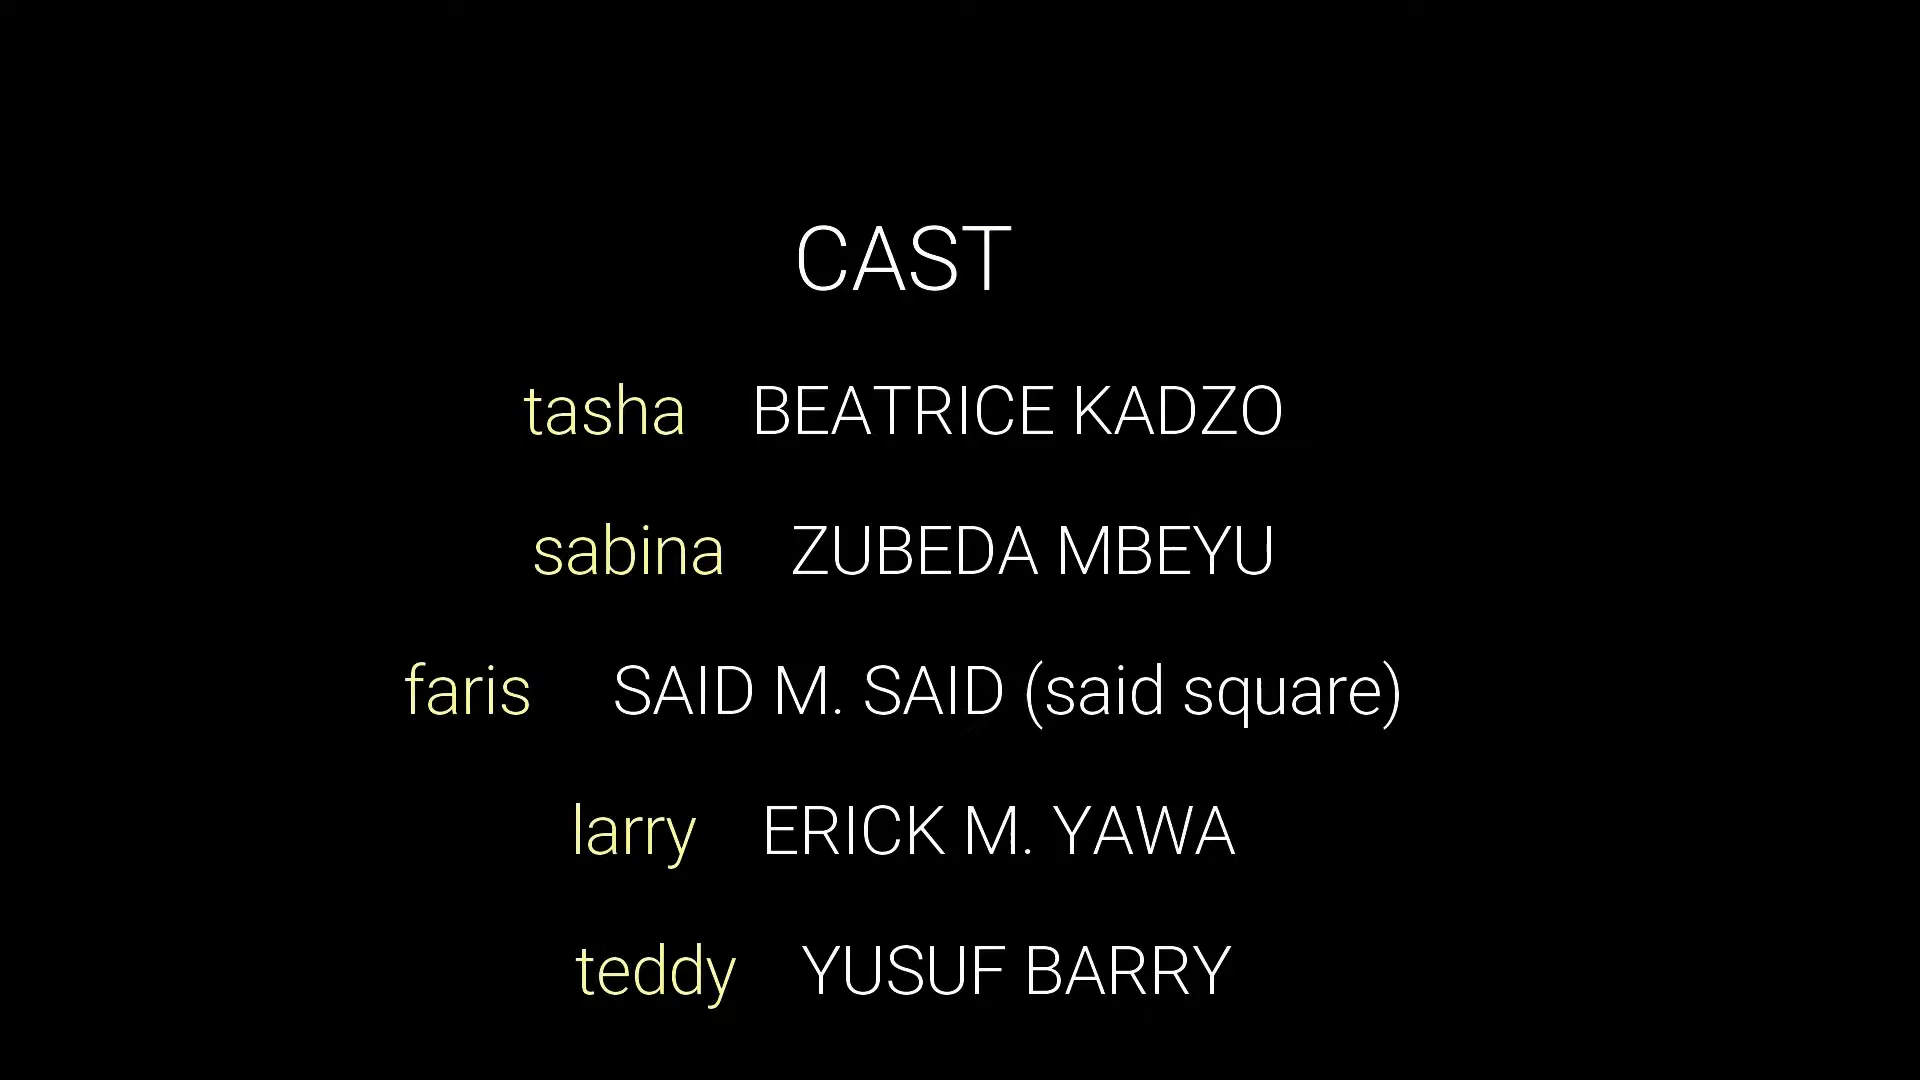 CAST
tasha BEATRICE KADZO
sabina ZUBEDA MBEYU
faris SAID M. SAID (said square)
larry ERICK M. YAWA
teddy YUSUF BARRY